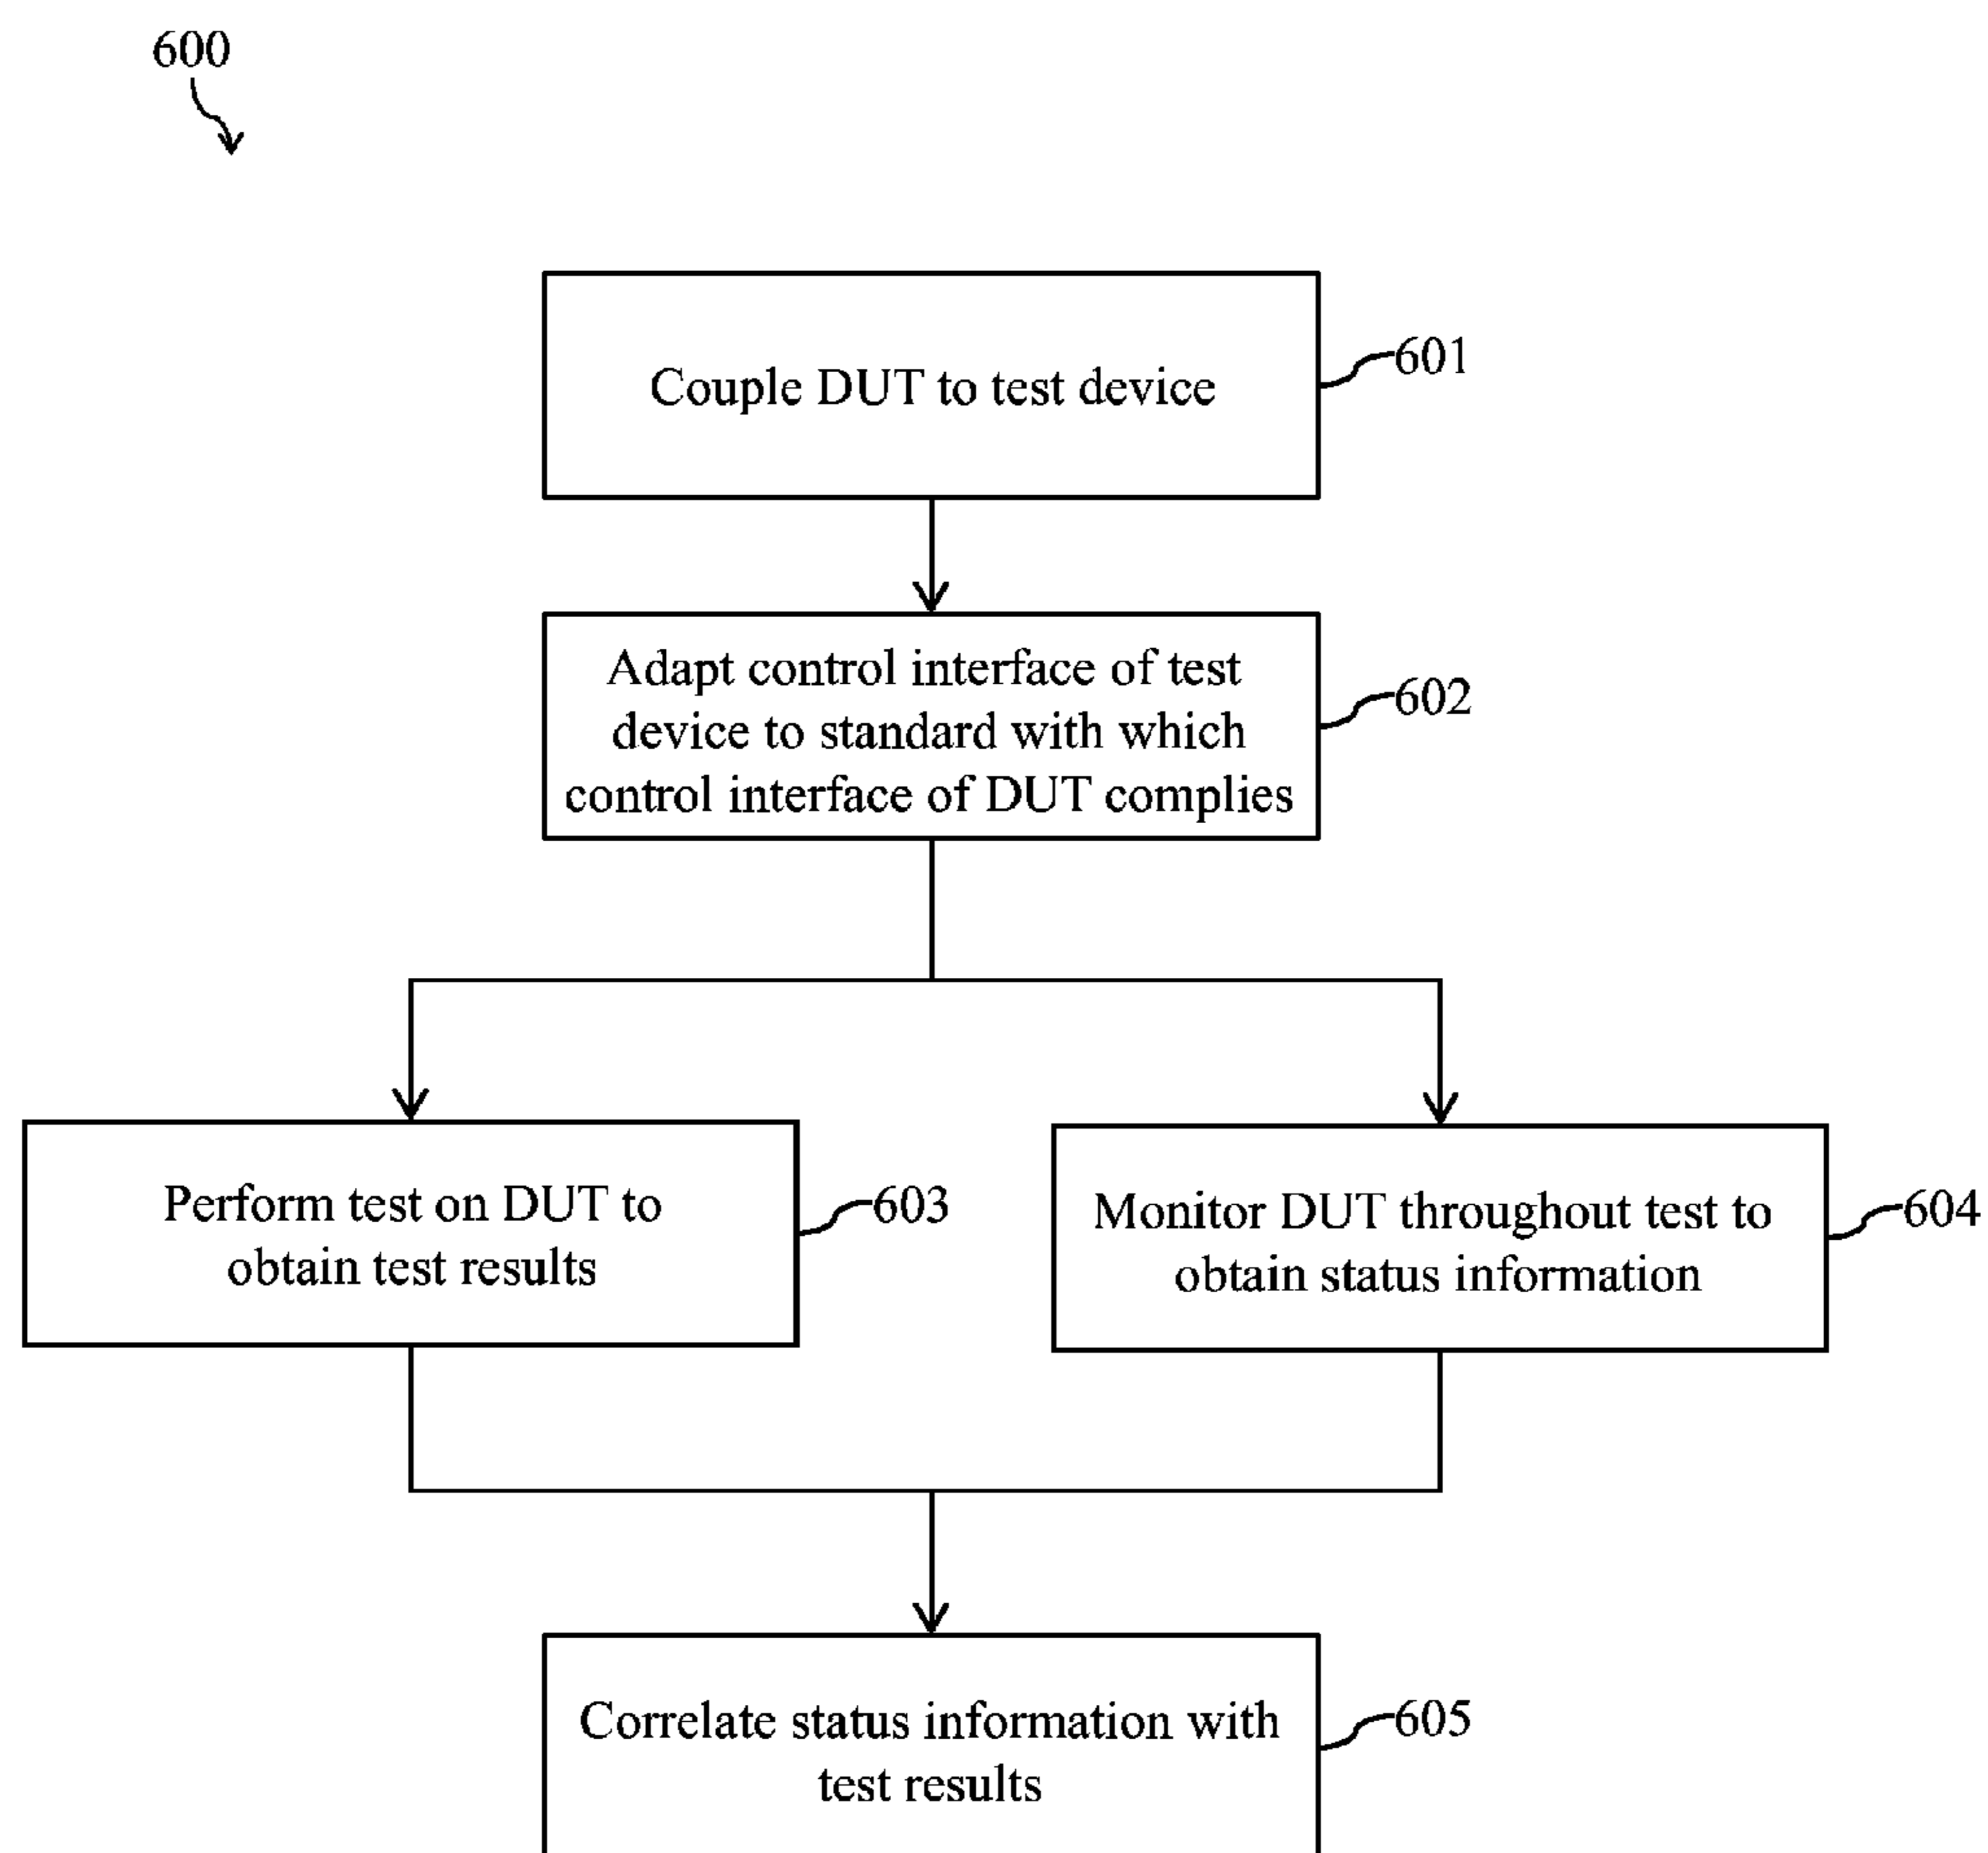 600
Couple DUT to test device
601
Adapt control interface of test
device to standard with which
control interface of DUT complies
602
Perform test on DUT to
obtain test results
603
Monitor DUT throughout test to
obtain status information
604
Correlate status information with
test results
605